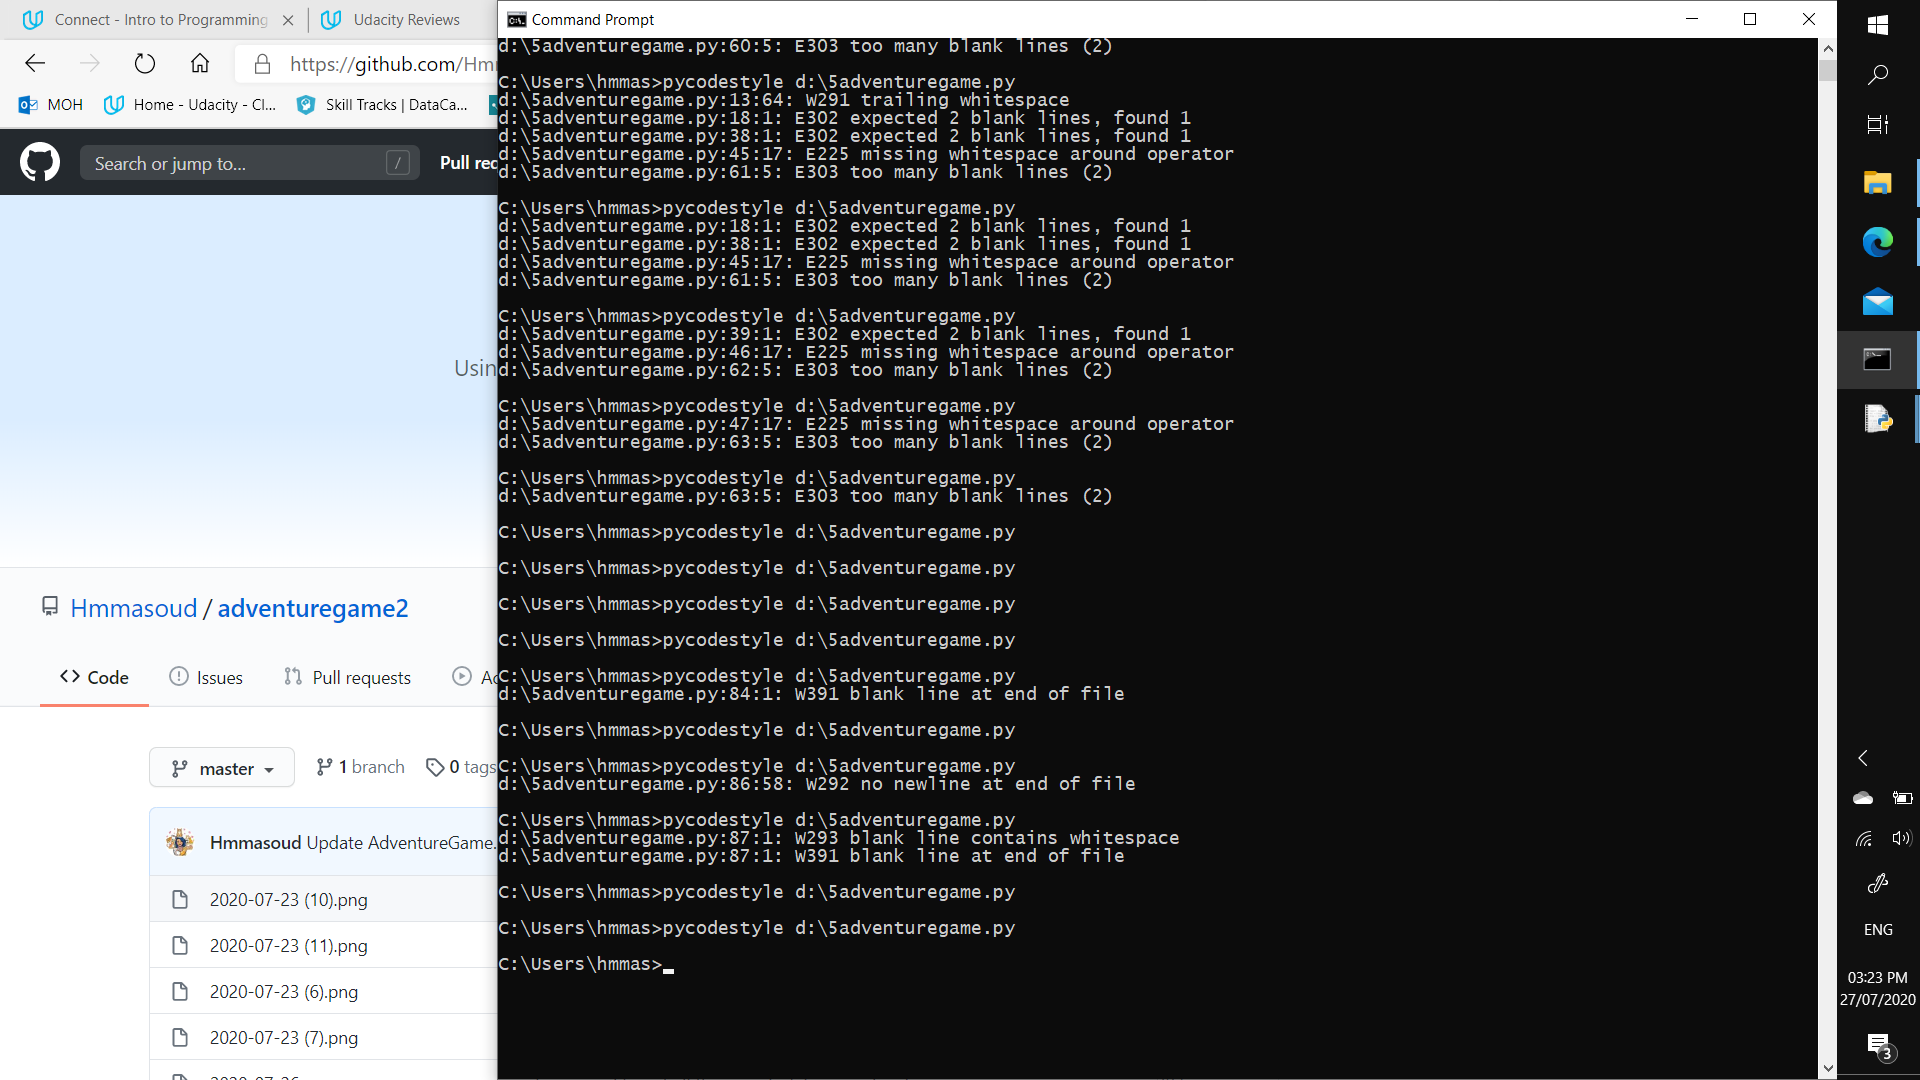 Connect - Intro to Programming
Udacity Reviews
https://github.com/Hm
MOH
Home - Udacity - Cl...
Skill Tracks | DataCa...
Search or jump to...
/
Pull req
Usin
Hmmasoud / adventuregame2
Code
Issues
Pull requests
Ac
master
1 branch
0 tags
Hmmasoud Update AdventureGame.
2020-07-23 (10).png
2020-07-23 (11).png
2020-07-23 (6).png
2020-07-23 (7).png
Command Prompt
d:\5adventuregame.py:60:5: E303 too many blank lines (2)
C:\Users\hmmas>pycodestyle d:\5adventuregame.py
d:\5adventuregame.py:13:64: W291 trailing whitespace
d:\5adventuregame.py:18:1: E302 expected 2 blank lines, found 1
d:\5adventuregame.py:38:1: E302 expected 2 blank lines, found 1
d:\5adventuregame.py:45:17: E225 missing whitespace around operator
d:\5adventuregame.py:61:5: E303 too many blank lines (2)
C:\Users\hmmas>pycodestyle d:\5adventuregame.py
d:\5adventuregame.py:18:1: E302 expected 2 blank lines, found 1
d:\5adventuregame.py:38:1: E302 expected 2 blank lines, found 1
d:\5adventuregame.py:45:17: E225 missing whitespace around operator
d:\5adventuregame.py:61:5: E303 too many blank lines (2)
C:\Users\hmmas>pycodestyle d:\5adventuregame.py
d:\5adventuregame.py:39:1: E302 expected 2 blank lines, found 1
d:\5adventuregame.py:46:17: E225 missing whitespace around operator
d:\5adventuregame.py:62:5: E303 too many blank lines (2)
C:\Users\hmmas>pycodestyle d:\5adventuregame.py
d:\5adventuregame.py:47:17: E225 missing whitespace around operator
d:\5adventuregame.py:63:5: E303 too many blank lines (2)
C:\Users\hmmas>pycodestyle d:\5adventuregame.py
d:\5adventuregame.py:63:5: E303 too many blank lines (2)
C:\Users\hmmas>pycodestyle d:\5adventuregame.py
C:\Users\hmmas>pycodestyle d:\5adventuregame.py
C:\Users\hmmas>pycodestyle d:\5adventuregame.py
C:\Users\hmmas>pycodestyle d:\5adventuregame.py
C:\Users\hmmas>pycodestyle d:\5adventuregame.py
d:\5adventuregame.py:84:1: W391 blank line at end of file
C:\Users\hmmas>pycodestyle d:\5adventuregame.py
C:\Users\hmmas>pycodestyle d:\5adventuregame.py
d:\5adventuregame.py:86:58: W292 no newline at end of file
C:\Users\hmmas>pycodestyle d:\5adventuregame.py
d:\5adventuregame.py:87:1: W293 blank line contains whitespace
d:\5adventuregame.py:87:1: W391 blank line at end of file
C:\Users\hmmas>pycodestyle d:\5adventuregame.py
C:\Users\hmmas>pycodestyle d:\5adventuregame.py
C:\Users\hmmas>
ENG
03:23 PM
27/07/2020
3